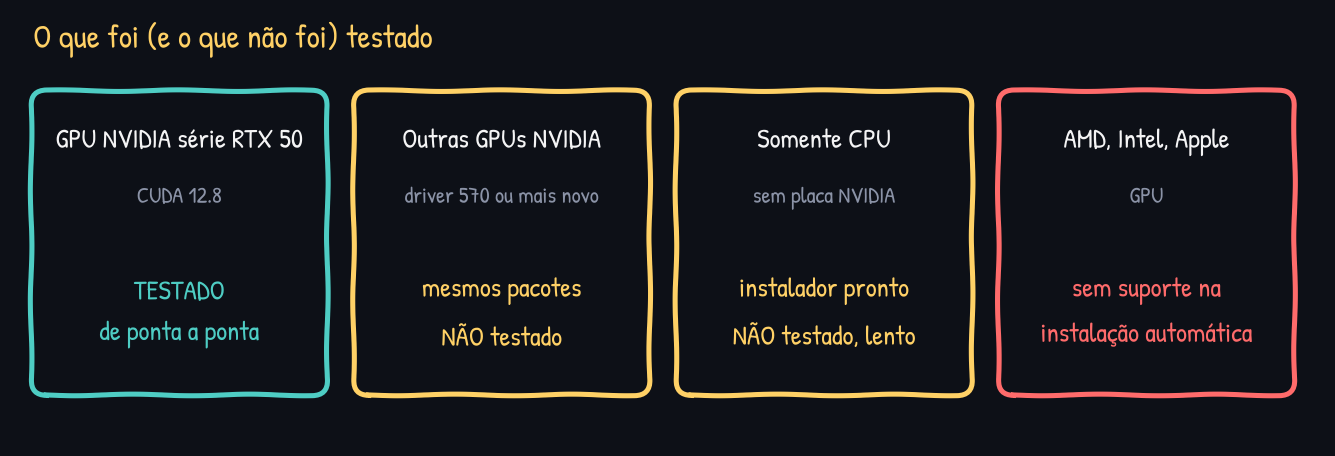 O que foi (e o que não foi) testado
GPU NVIDIA série RTX 50
CUDA 12.8
TESTADO
de ponta a ponta
Outras GPUs NVIDIA
driver 570 ou mais novo
mesmos pacotes
NÃO testado
Somente CPU
sem placa NVIDIA
instalador pronto
NÃO testado, lento
AMD, Intel, Apple
GPU
sem suporte na
instalação automática